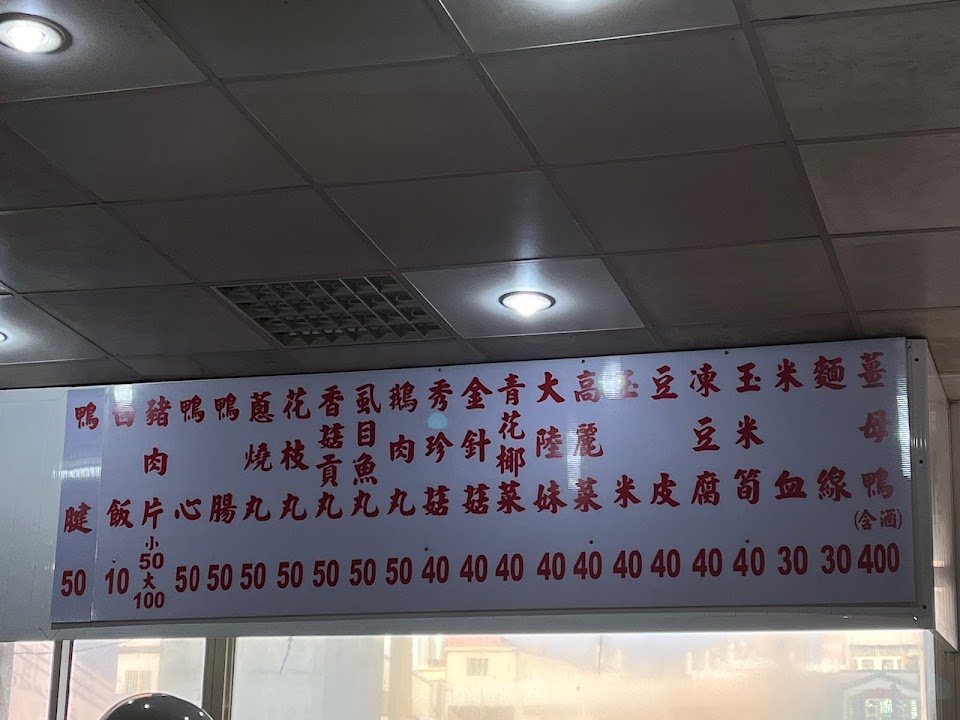 薑母鴨(含酒) 400
麵線 30
米血 30
玉米筍 40
凍豆腐 40
豆皮 40
玉米 40
高麗菜 40
大陸妹 40
青花椰菜 40
金針菇 40
秀珍菇 40
鵝肉丸 50
虱目魚丸 50
香菇貢丸 50
花枝丸 50
蔥燒丸 50
鴨腸 50
鴨心 50
豬肉片 小50大100
白飯 10
鴨腱 50